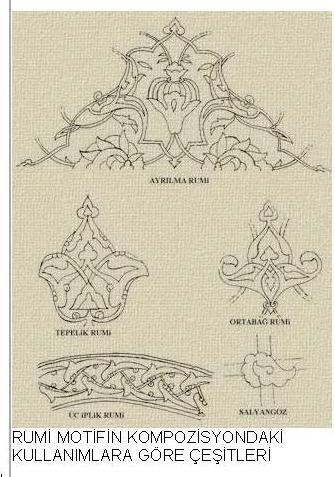 AYRILMA RUMİ
TEPELİK RUMİ
ORTABAĞ RUMİ
ÜÇ İPLİK RUMİ
SALYANGOZ
RUMİ MOTİFİN KOMPOZİSYONDAKİ
KULLANIMLARA GÖRE ÇEŞİTLERİ